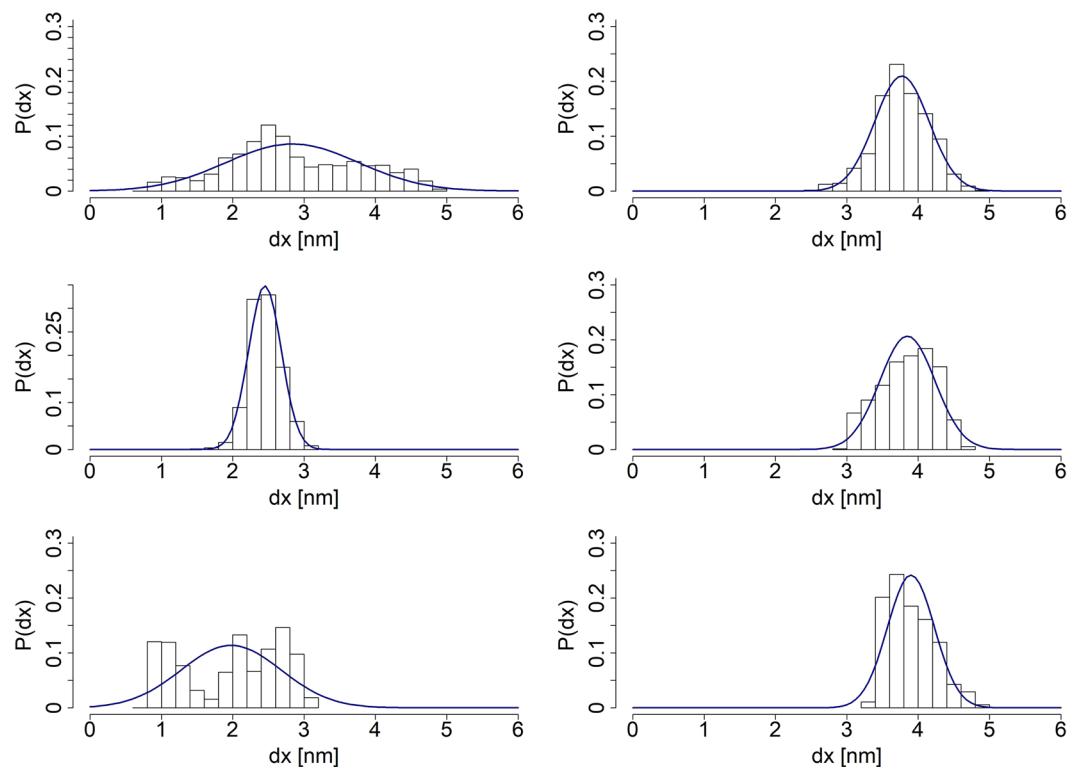 P(dx)
0 0.1 0.2 0.3
0 1 2 3 4 5 6
dx [nm]
P(dx)
0 0.1 0.2 0.3
0 1 2 3 4 5 6
dx [nm]
P(dx)
0 0.1 0.25
0 1 2 3 4 5 6
dx [nm]
P(dx)
0 0.1 0.2 0.3
0 1 2 3 4 5 6
dx [nm]
P(dx)
0 0.1 0.2 0.3
0 1 2 3 4 5 6
dx [nm]
P(dx)
0 0.1 0.2 0.3
0 1 2 3 4 5 6
dx [nm]